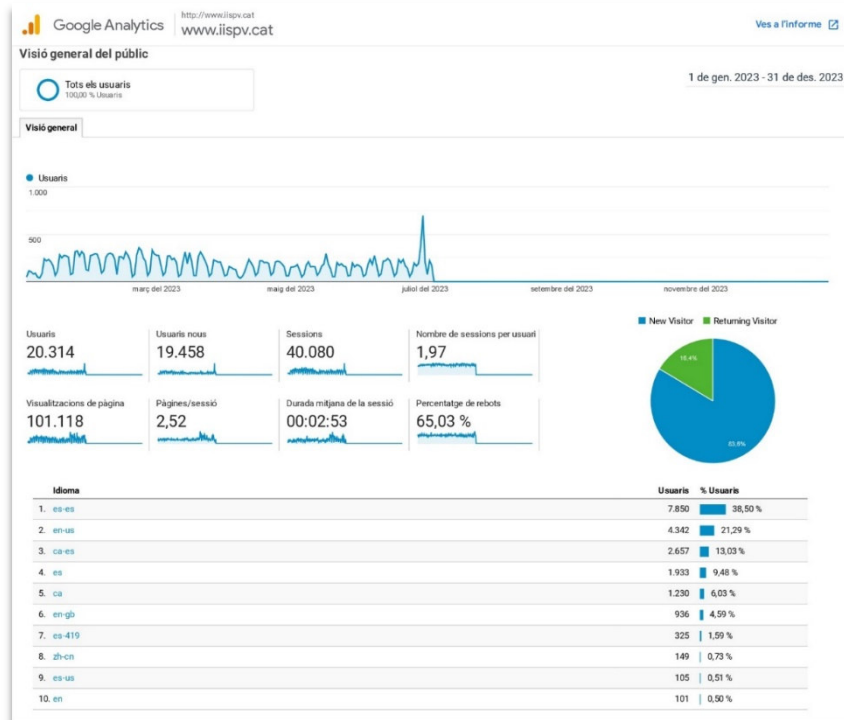 Google Analytics
http://www.iispv.cat
www.iispv.cat
Ves a l'informe
Visió general del públic
Tots els usuaris
100,00 % Usuaris
1 de gen. 2023 - 31 de des. 2023
Visió general
Usuaris
1.000
500
març del 2023 maig del 2023 juliol del 2023 setembre del 2023 novembre del 2023
New Visitor Returning Visitor
Usuaris Usuaris nous Sessions Nombre de sessions per usuari
20.314 19.458 40.080 1,97
Visualitzacions de pàgina Pàgines/sessió Durada mitjana de la sessió Percentatge de rebots
101.118 2,52 00:02:53 65,03 %
Idioma Usuaris % Usuaris
1. es-es 7.850 38,50 %
2. en-us 4.342 21,29 %
3. ca-es 2.657 13,03 %
4. es 1.933 9,48 %
5. ca 1.230 6,03 %
6. en-gb 936 4,59 %
7. es-419 325 1,59 %
8. zh-cn 149 0,73 %
9. es-us 105 0,51 %
10. en 101 0,50 %